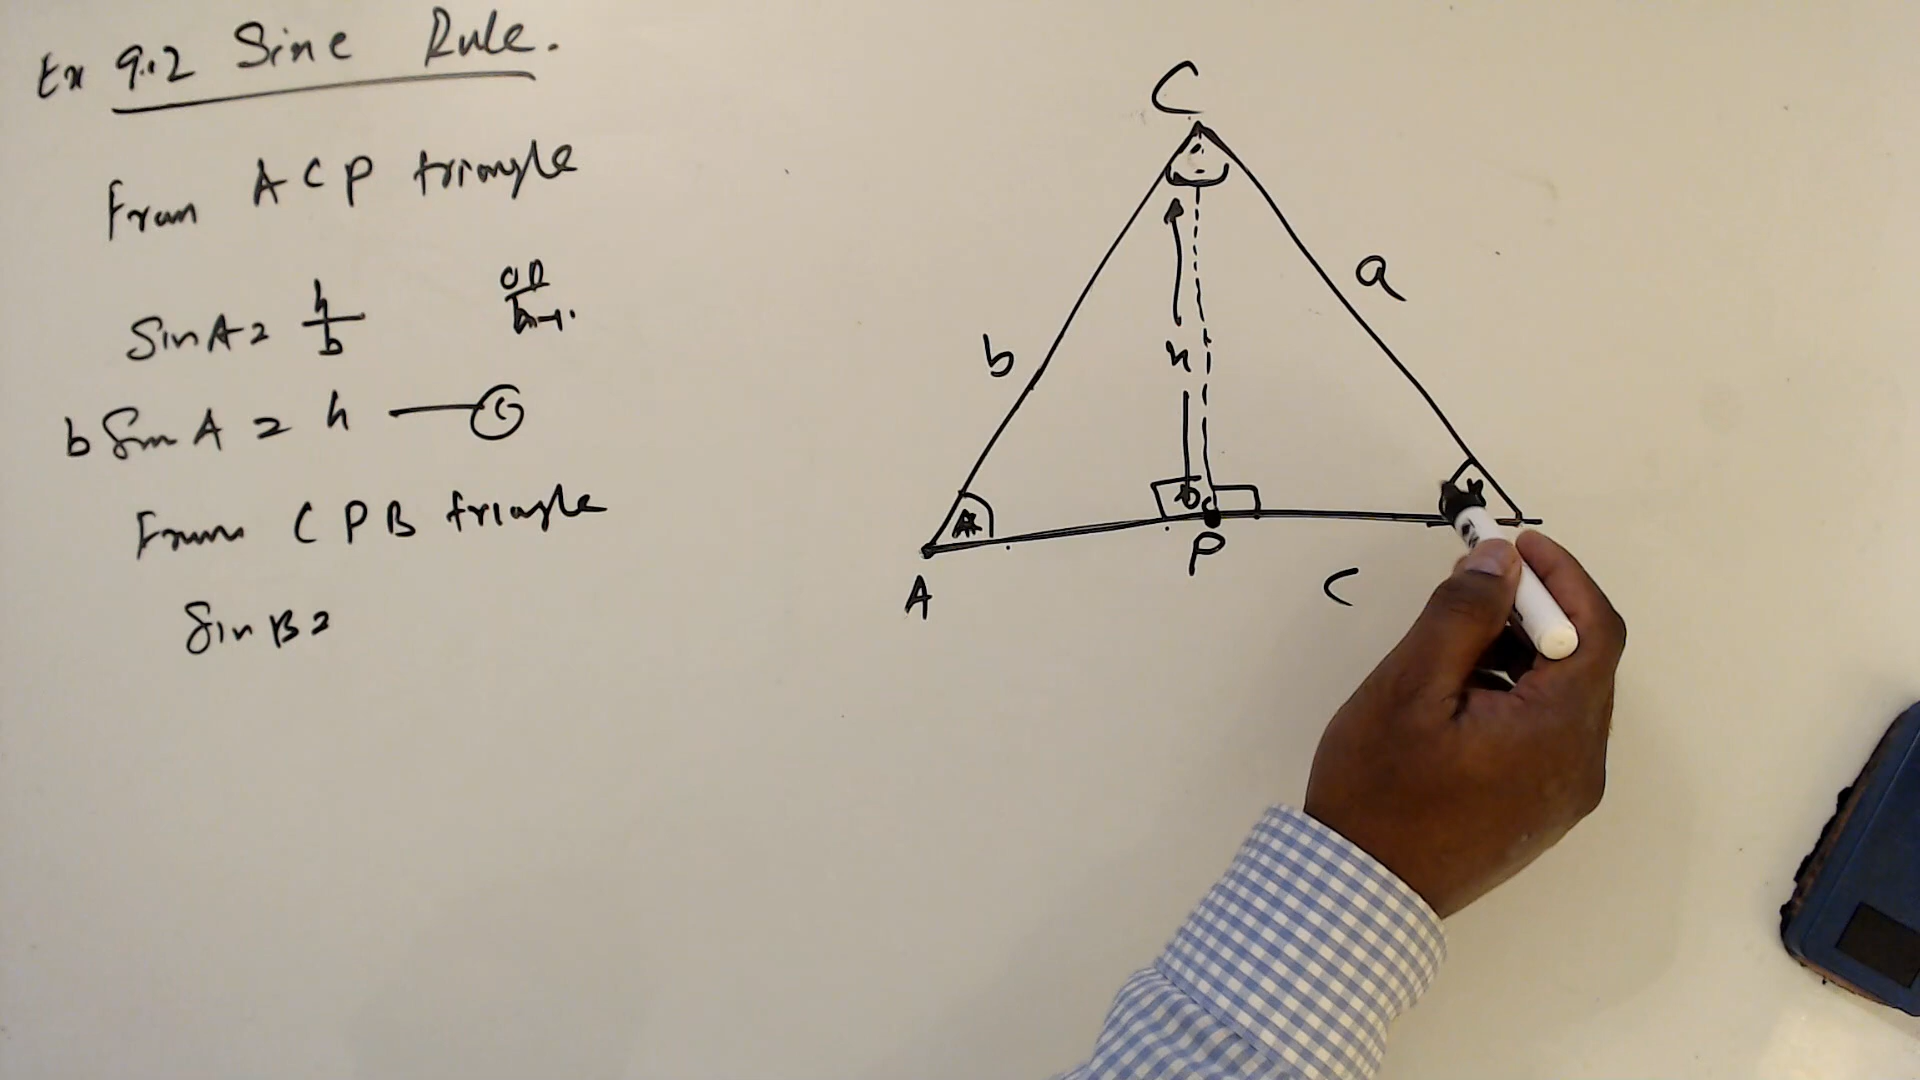 Ex 9.2 Sine Rule.
From ACP triangle
Sin A = h/b
b Sin A = h
From CPB triangle
Sin B =
C
a
b
h
A
P
C
A